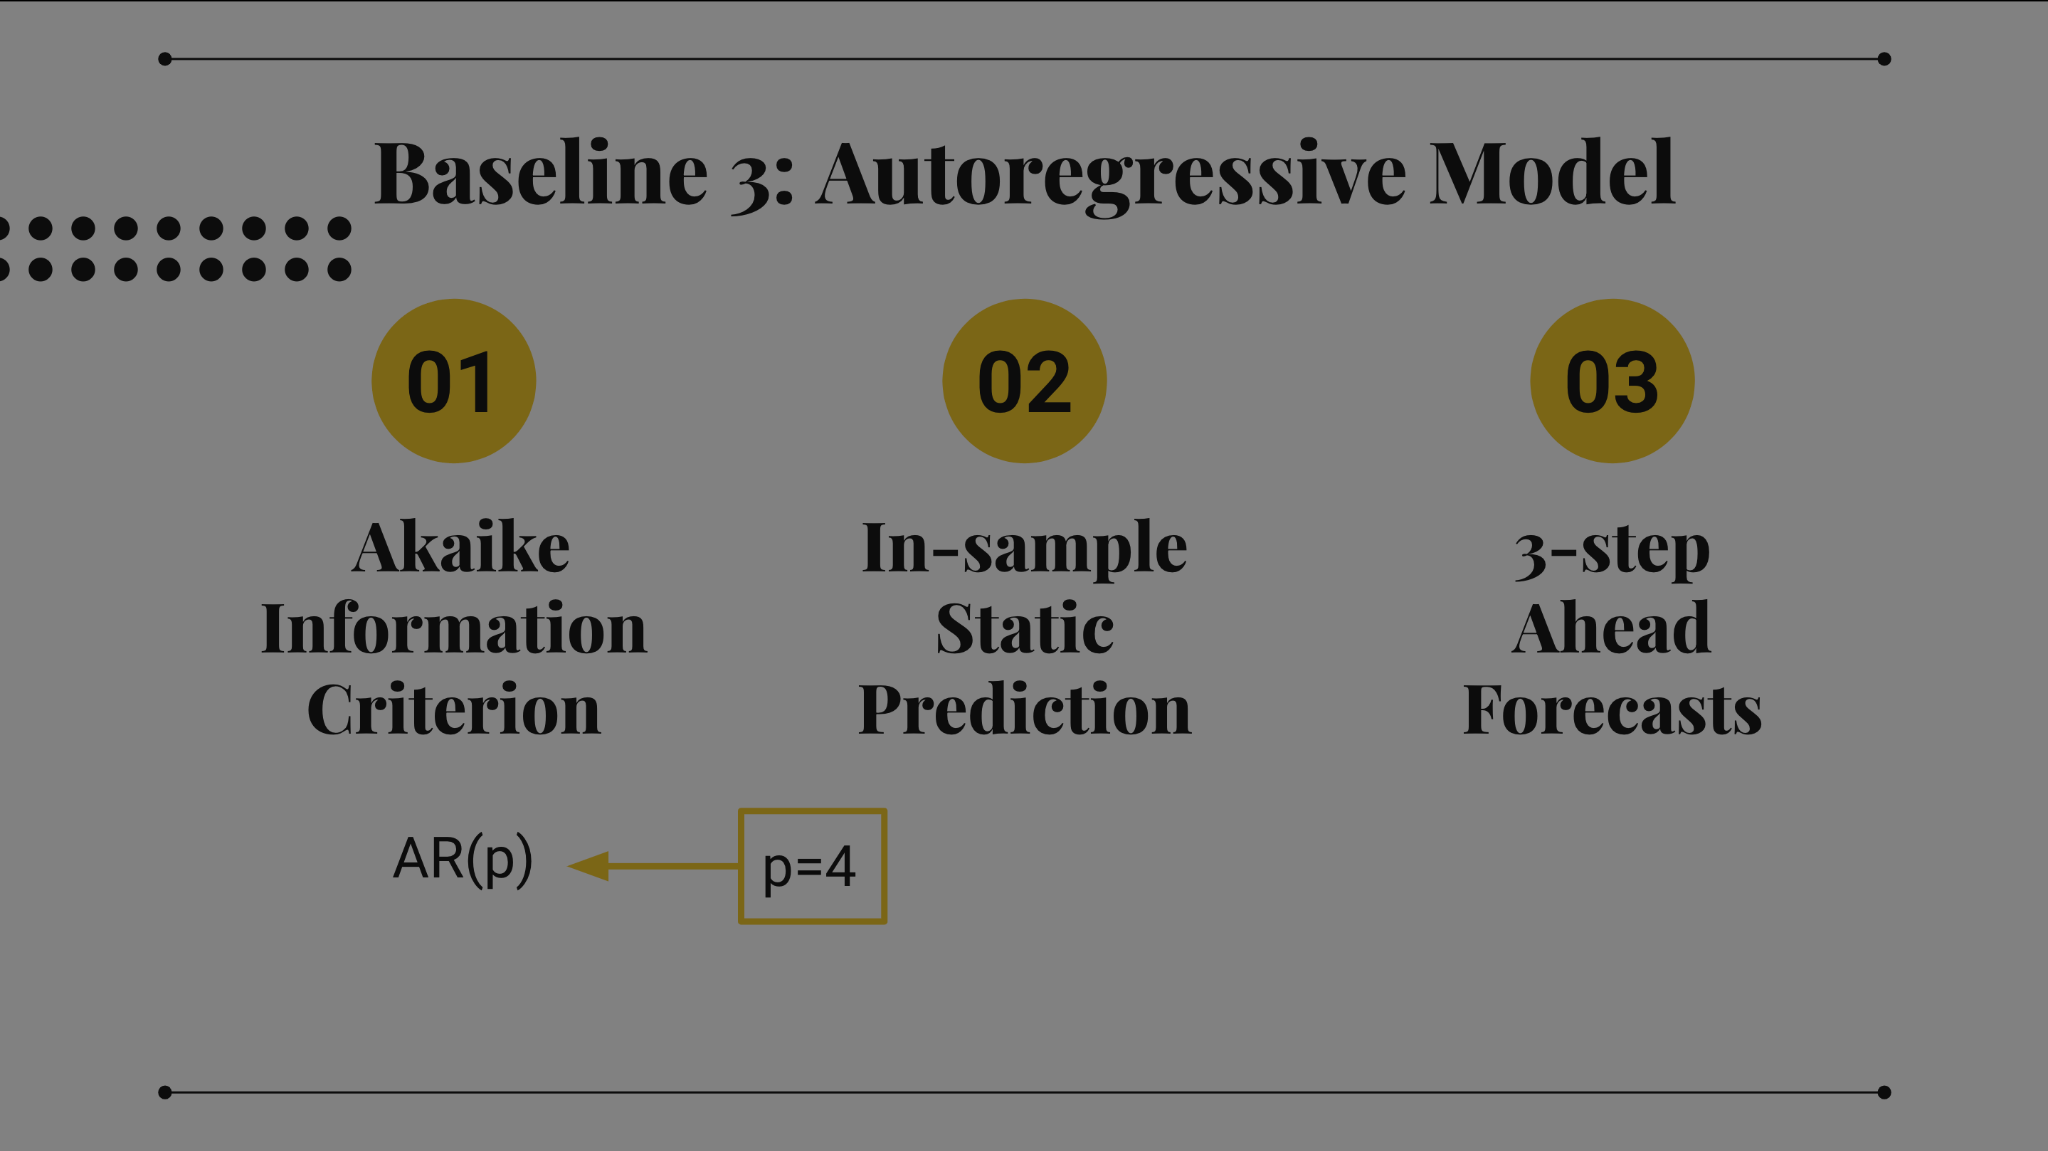 Baseline 3: Autoregressive Model
01
Akaike
Information
Criterion
AR(p)
p=4
02
In-sample
Static
Prediction
03
3-step
Ahead
Forecasts